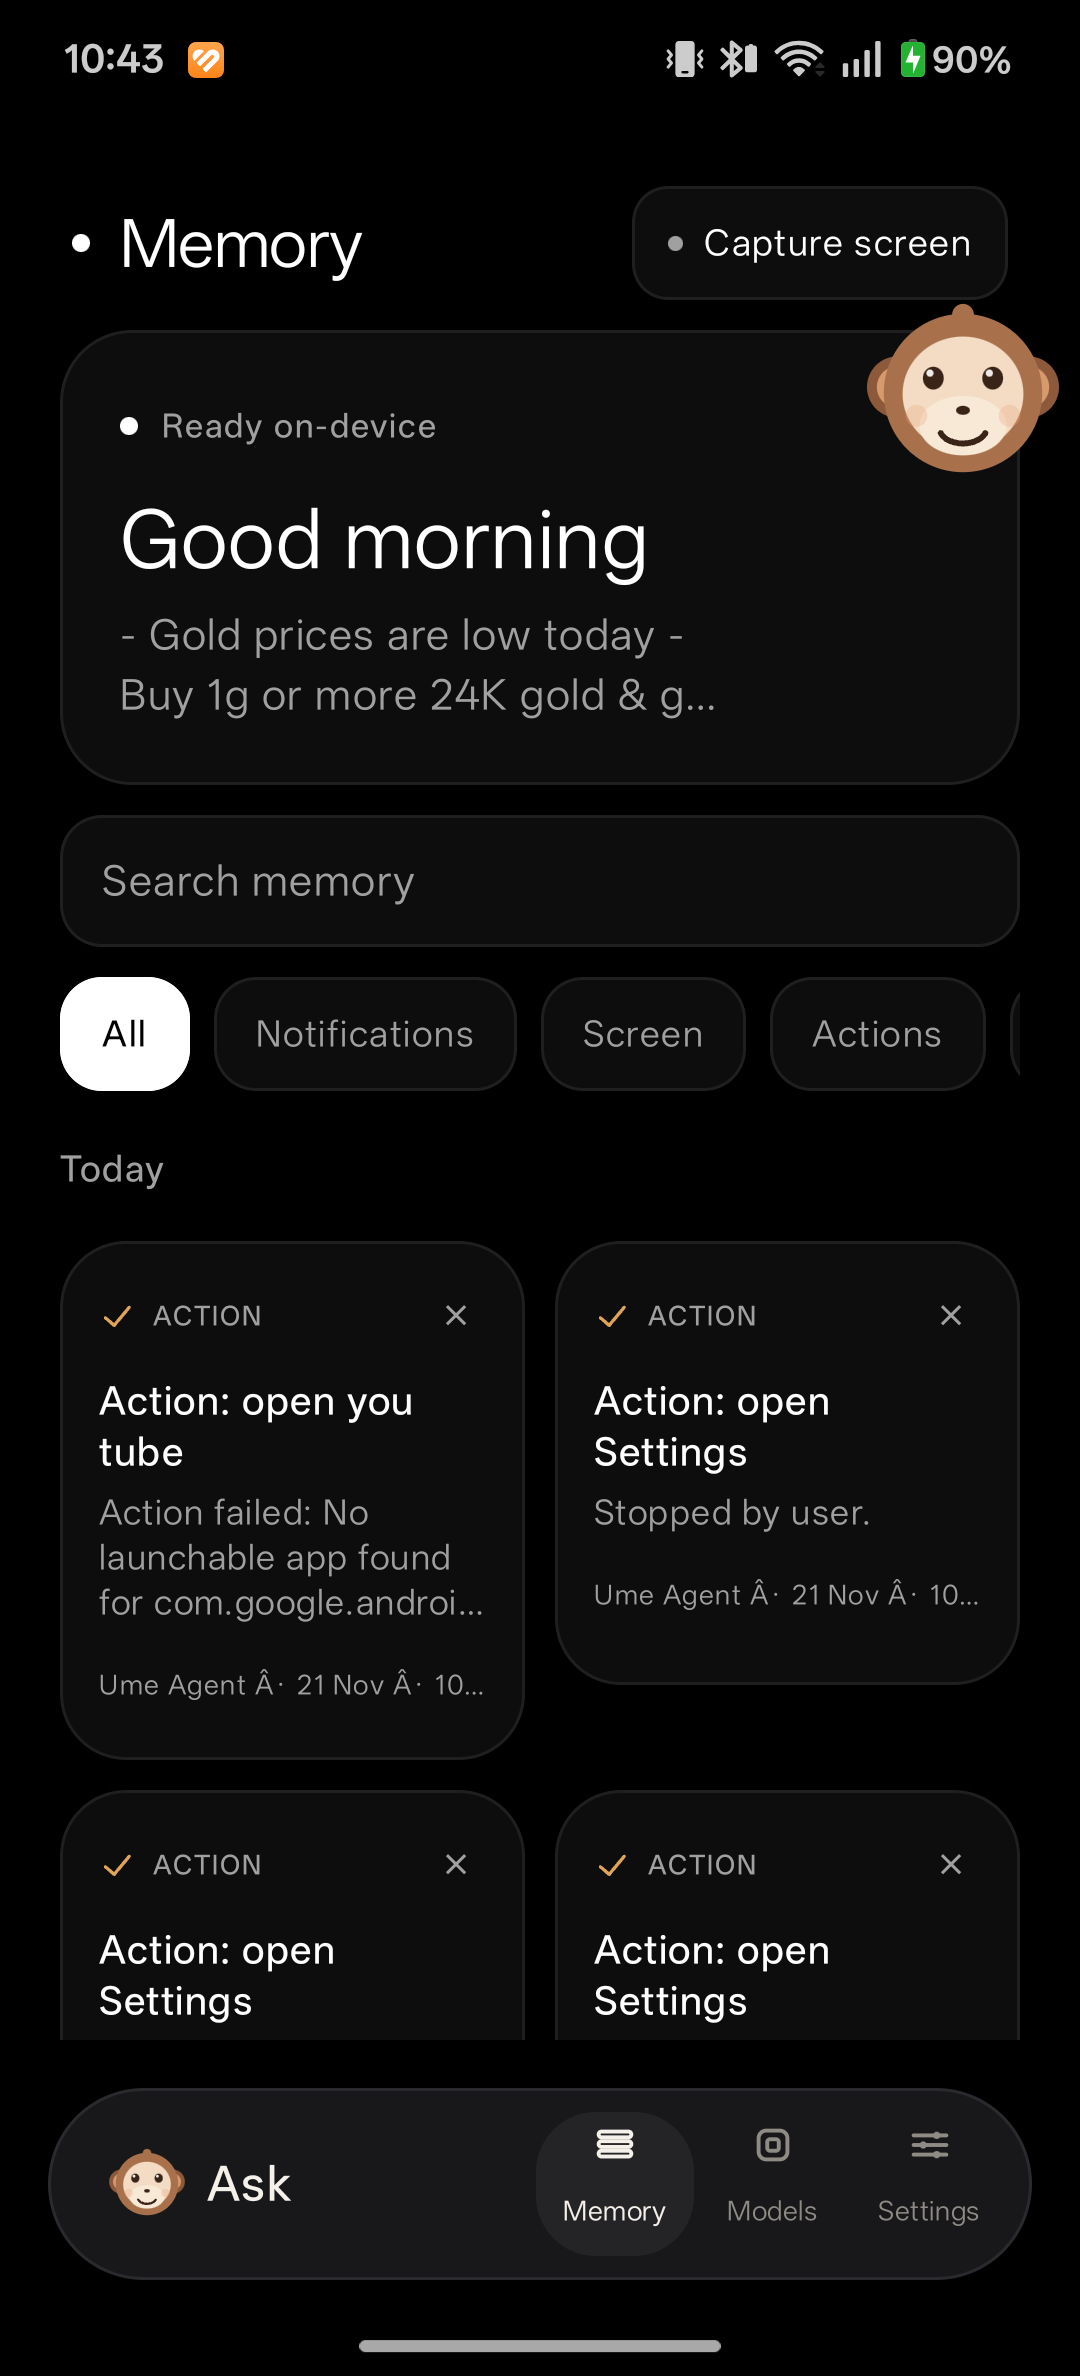 10:43
90%
Memory
Capture screen
Ready on-device
Good morning
- Gold prices are low today -
Buy 1g or more 24K gold & g...
Search memory
All
Notifications
Screen
Actions
Today
ACTION
Action: open you
tube
Action failed: No
launchable app found
for com.google.androi...
Ume Agent Â· 21 Nov Â· 10...
ACTION
Action: open
Settings
Stopped by user.
Ume Agent Â· 21 Nov Â· 10...
ACTION
Action: open
Settings
ACTION
Action: open
Settings
Ask
Memory
Models
Settings